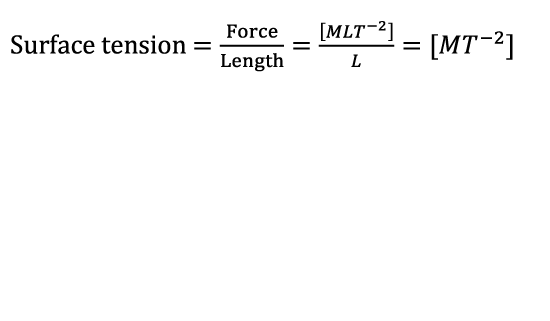 Surface tension = Force/Length = [MLT⁻²]/L = [MT⁻²]